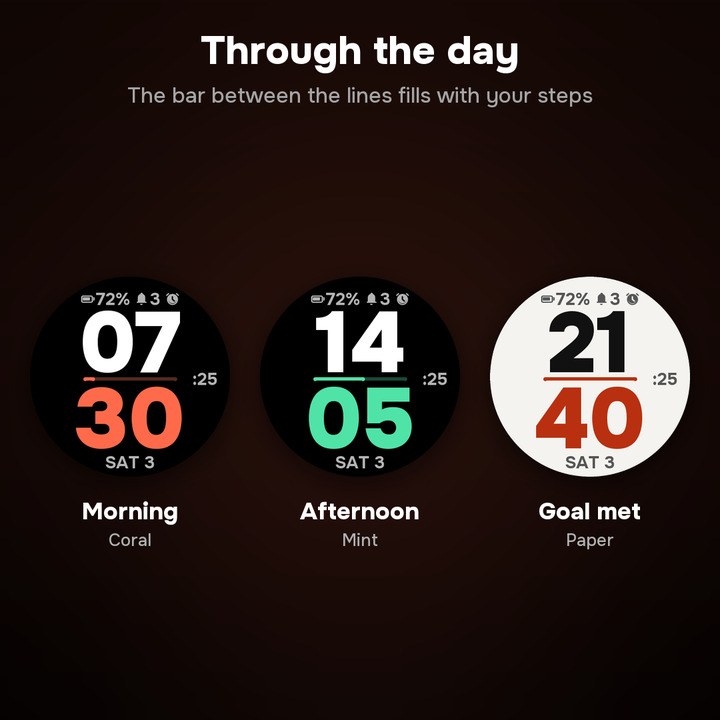 Through the day
The bar between the lines fills with your steps
72% 3
07
:25
30
SAT 3
Morning
Coral
72% 3
14
:25
05
SAT 3
Afternoon
Mint
72% 3
21
:25
40
SAT 3
Goal met
Paper